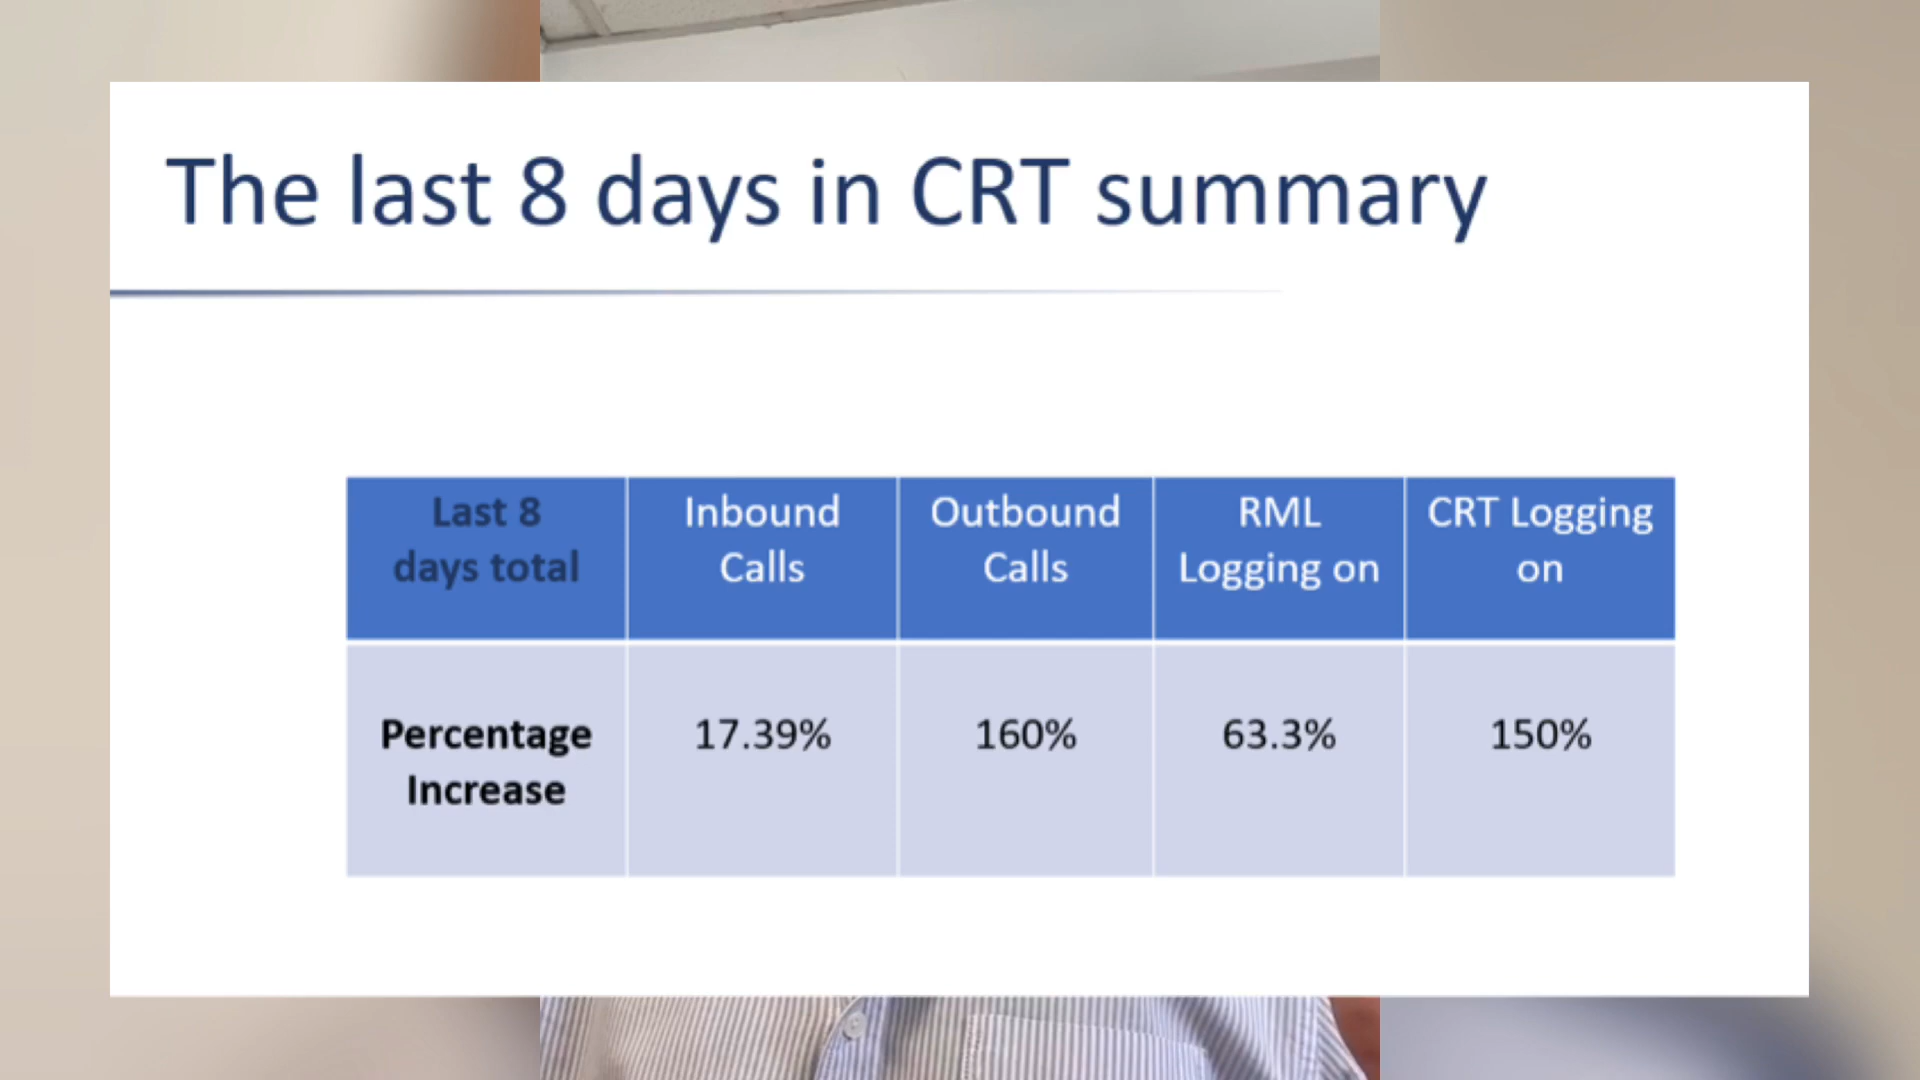 The last 8 days in CRT summary
Last 8
days total
Inbound
Calls
Outbound
Calls
RML
Logging on
CRT Logging
on
Percentage
Increase
17.39%
160%
63.3%
150%